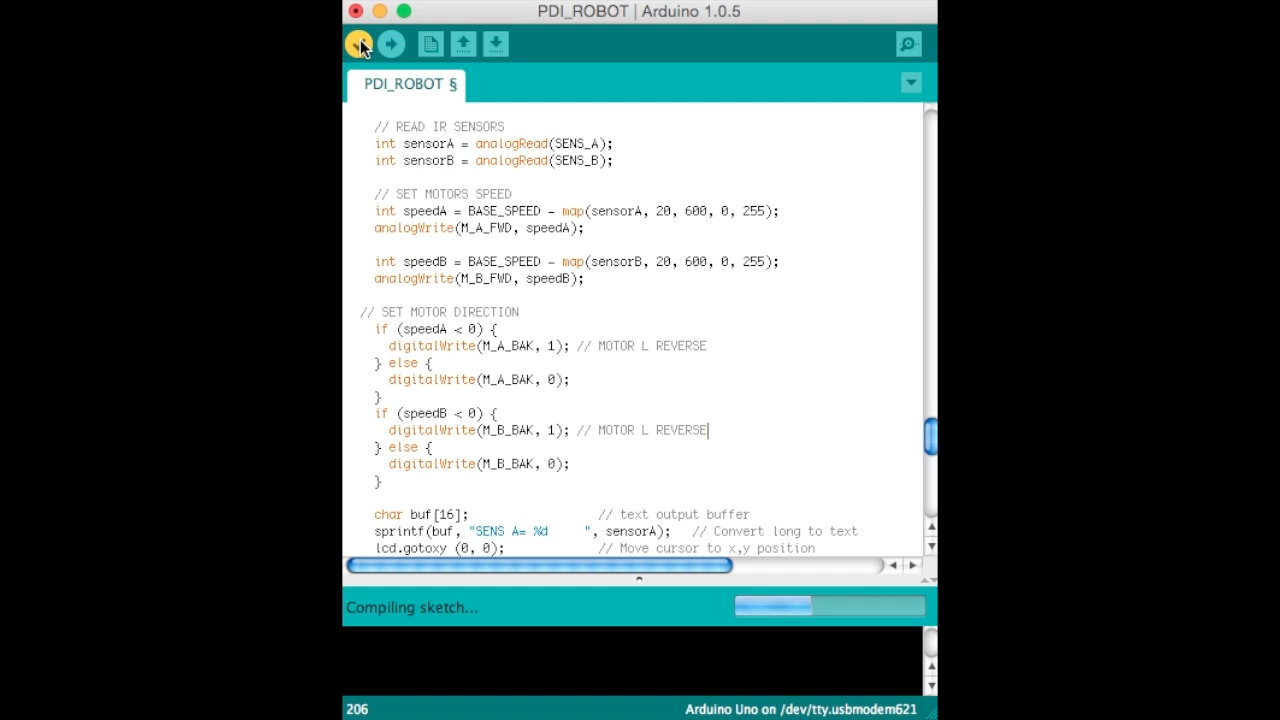 PDI_ROBOT | Arduino 1.0.5
PDI_ROBOT §
// READ IR SENSORS
int sensorA = analogRead(SENS_A);
int sensorB = analogRead(SENS_B);
// SET MOTORS SPEED
int speedA = BASE_SPEED - map(sensorA, 20, 600, 0, 255);
analogWrite(M_A_FWD, speedA);
int speedB = BASE_SPEED - map(sensorB, 20, 600, 0, 255);
analogWrite(M_B_FWD, speedB);
// SET MOTOR DIRECTION
if (speedA < 0) {
digitalWrite(M_A_BAK, 1); // MOTOR L REVERSE
} else {
digitalWrite(M_A_BAK, 0);
}
if (speedB < 0) {
digitalWrite(M_B_BAK, 1); // MOTOR L REVERSE
} else {
digitalWrite(M_B_BAK, 0);
}
char buf[16]; // text output buffer
sprintf(buf, "SENS A= %d     ", sensorA); // Convert long to text
lcd.gotoxy (0, 0); // Move cursor to x,y position
Compiling sketch...
206 Arduino Uno on /dev/tty.usbmodem621